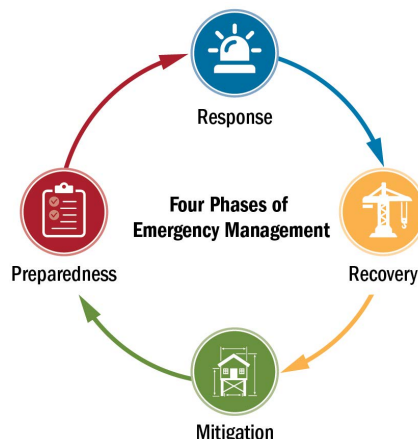 Response
Four Phases of
Emergency Management
Preparedness
Recovery
Mitigation